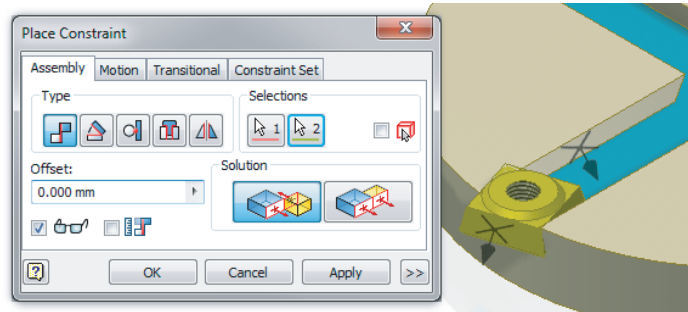 Place Constraint
Assembly Motion Transitional Constraint Set
Type
Selections
1 2
Offset:
Solution
0.000 mm
OK Cancel Apply >>